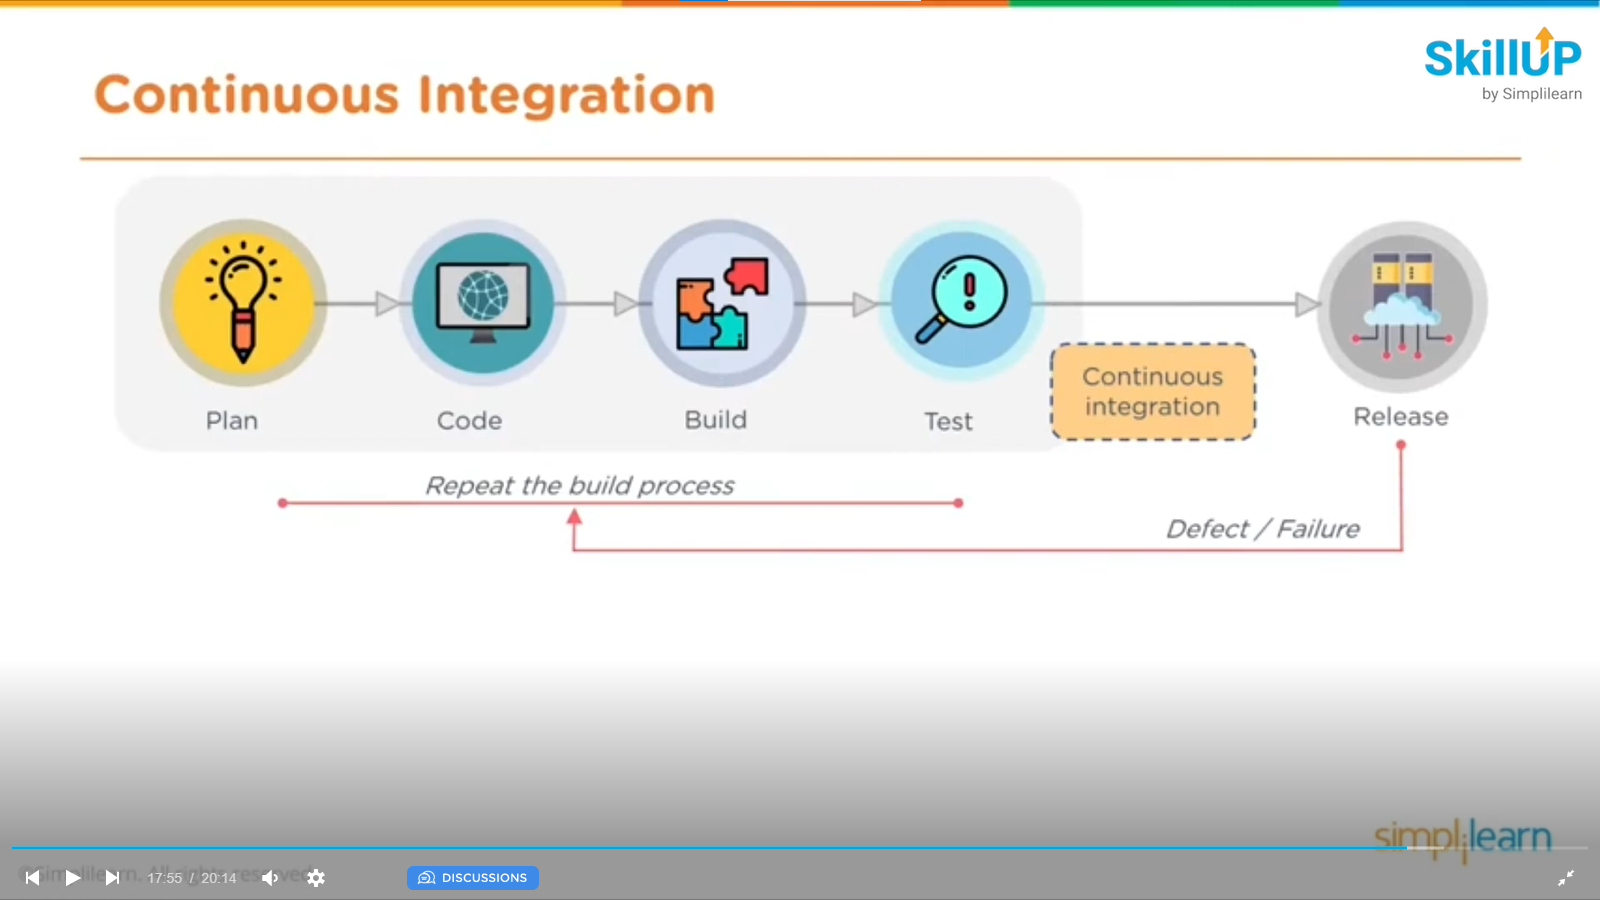 SkillUP
by Simplilearn
Continuous Integration
Plan
Code
Build
Test
Continuous
integration
Release
Repeat the build process
Defect / Failure
simplilearn
©Simplilearn. All rights reserved.
17:55 / 20:14
DISCUSSIONS